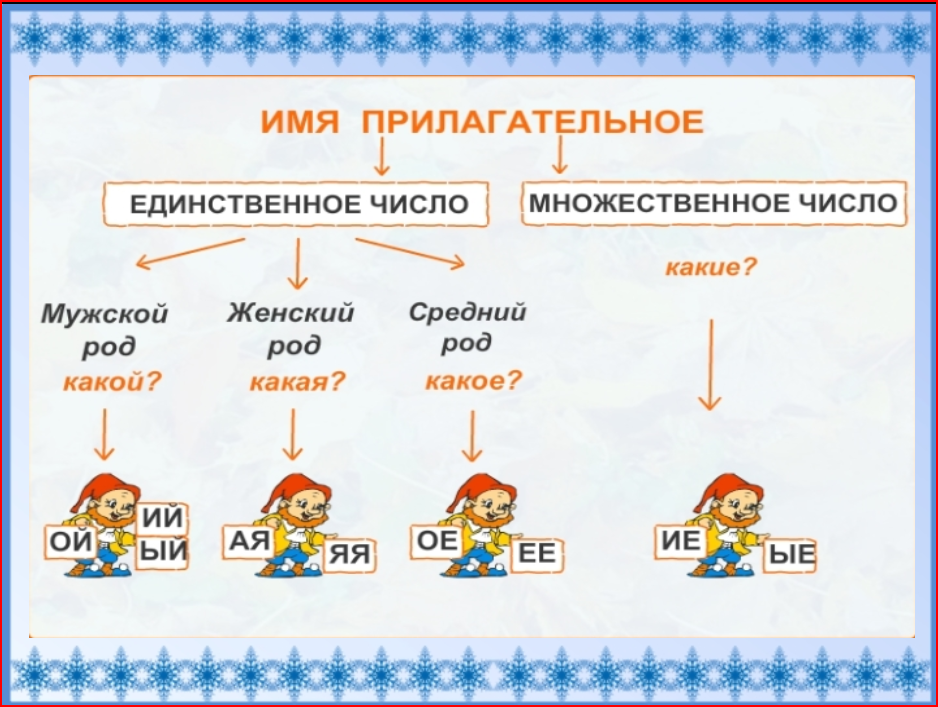 ИМЯ ПРИЛАГАТЕЛЬНОЕ
ЕДИНСТВЕННОЕ ЧИСЛО
МНОЖЕСТВЕННОЕ ЧИСЛО
какие?
Мужской
род
какой?
Женский
род
какая?
Средний
род
какое?
ОЙ
ИЙ
ЫЙ
АЯ
ЯЯ
ОЕ
ЕЕ
ИЕ
ЫЕ